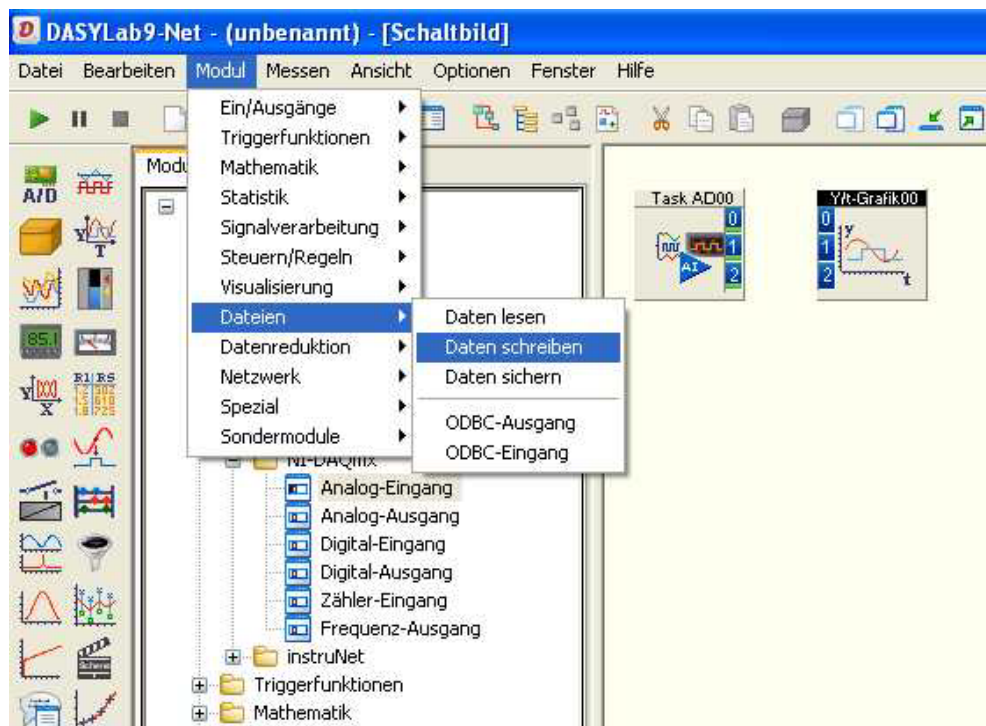 DASYLab9-Net - (unbenannt) - [Schaltbild]
Datei Bearbeiten Modul Messen Ansicht Optionen Fenster Hilfe
Ein/Ausgänge
Triggerfunktionen
Mathematik
Statistik
Signalverarbeitung
Steuern/Regeln
Visualisierung
Dateien
Datenreduktion
Netzwerk
Spezial
Sondermodule
Daten lesen
Daten schreiben
Daten sichern
ODBC-Ausgang
ODBC-Eingang
A/D
Y
T
85.1
Y
X
R1 RS
Modu
NI-DAQmx
Analog-Eingang
Analog-Ausgang
Digital-Eingang
Digital-Ausgang
Zähler-Eingang
Frequenz-Ausgang
instruNet
Triggerfunktionen
Mathematik
Task AD00
0
1
2
AI
Y/t-Grafik00
0
1
2
y
t